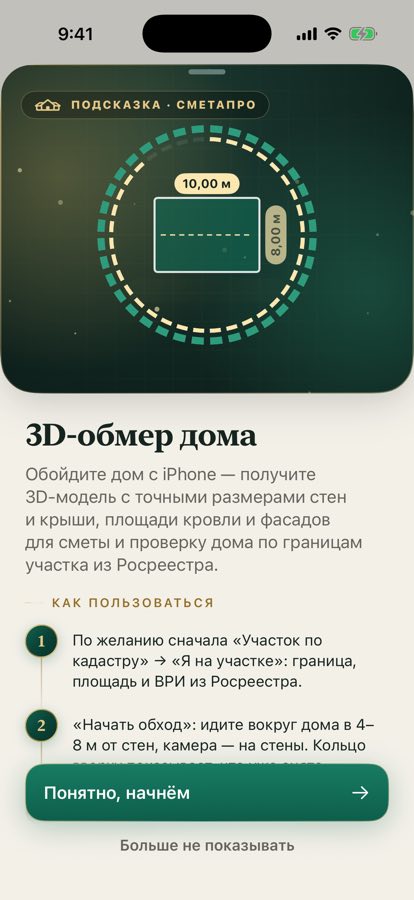 9:41
ПОДСКАЗКА · СМЕТАПРО
10,00 м
8,00 м
3D-обмер дома
Обойдите дом с iPhone — получите
3D-модель с точными размерами стен
и крыши, площади кровли и фасадов
для сметы и проверку дома по границам
участка из Росреестра.
КАК ПОЛЬЗОВАТЬСЯ
1
По желанию сначала «Участок по
кадастру» → «Я на участке»: граница,
площадь и ВРИ из Росреестра.
2
«Начать обход»: идите вокруг дома в 4–
8 м от стен, камера — на стены. Кольцо
Понятно, начнём →
Больше не показывать